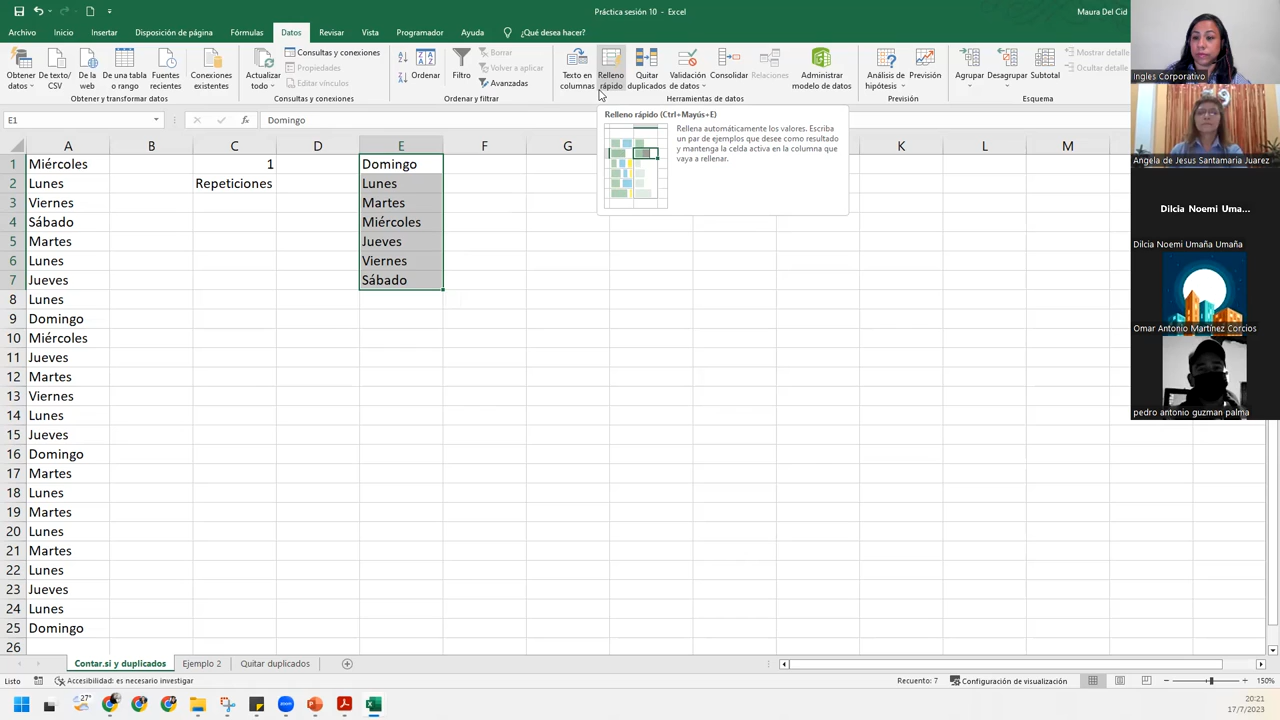 Práctica sesión 10 - Excel
Maura Del Cid
Archivo
Inicio
Insertar
Disposición de página
Fórmulas
Datos
Revisar
Vista
Programador
Ayuda
¿Qué desea hacer?
Obtener datos
De texto/CSV
De la web
De una tabla o rango
Fuentes recientes
Conexiones existentes
Obtener y transformar datos
Actualizar todo
Consultas y conexiones
Propiedades
Editar vínculos
Consultas y conexiones
Ordenar
Filtro
Borrar
Volver a aplicar
Avanzadas
Ordenar y filtrar
Texto en columnas
Relleno rápido
Quitar duplicados
Validación de datos
Consolidar
Relaciones
Administrar modelo de datos
Herramientas de datos
Análisis de hipótesis
Previsión
Previsión
Agrupar
Desagrupar
Subtotal
Mostrar detalle
Ocultar detalle
Esquema
E1
fx
Domingo
Relleno rápido (Ctrl+Mayús+E)
Rellena automáticamente los valores. Escriba
un par de ejemplos que desee como resultado
y mantenga la celda activa en la columna que
vaya a rellenar.
A B C D E F G K L M
1 Miércoles 1 Domingo
2 Lunes Repeticiones Lunes
3 Viernes Martes
4 Sábado Miércoles
5 Martes Jueves
6 Lunes Viernes
7 Jueves Sábado
8 Lunes
9 Domingo
10 Miércoles
11 Jueves
12 Martes
13 Viernes
14 Lunes
15 Jueves
16 Domingo
17 Martes
18 Lunes
19 Martes
20 Lunes
21 Martes
22 Lunes
23 Jueves
24 Lunes
25 Domingo
26
Ingles Corporativo
Angela de Jesus Santamaria Juarez
Dilcia Noemi Uma...
Dilcia Noemi Umaña Umaña
Omar Antonio Martínez Corcios
pedro antonio guzman palma
Contar.si y duplicados
Ejemplo 2
Quitar duplicados
Listo
Accesibilidad: es necesario investigar
Recuento: 7
Configuración de visualización
150%
27°
zoom
20:21
17/7/2023